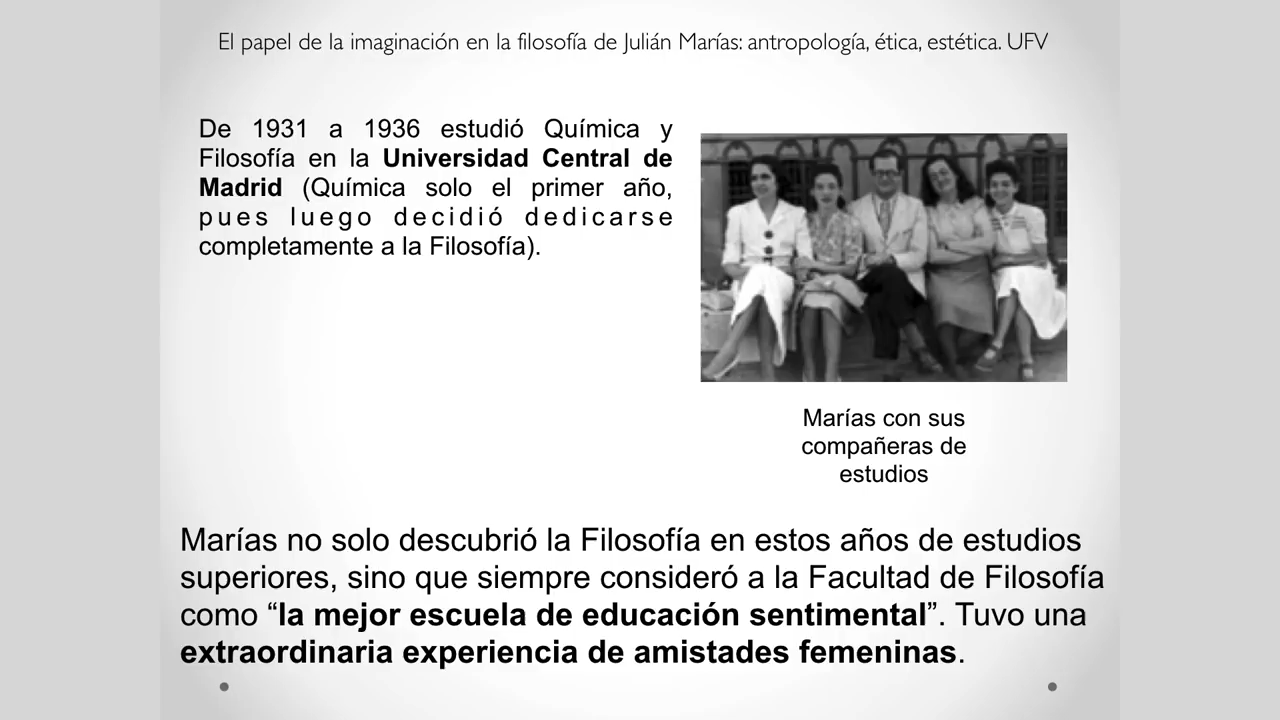 El papel de la imaginación en la filosofía de Julián Marías: antropología, ética, estética. UFV
De 1931 a 1936 estudió Química y
Filosofía en la Universidad Central de
Madrid (Química solo el primer año,
pues luego decidió dedicarse
completamente a la Filosofía).
Marías con sus
compañeras de
estudios
Marías no solo descubrió la Filosofía en estos años de estudios
superiores, sino que siempre consideró a la Facultad de Filosofía
como “la mejor escuela de educación sentimental”. Tuvo una
extraordinaria experiencia de amistades femeninas.